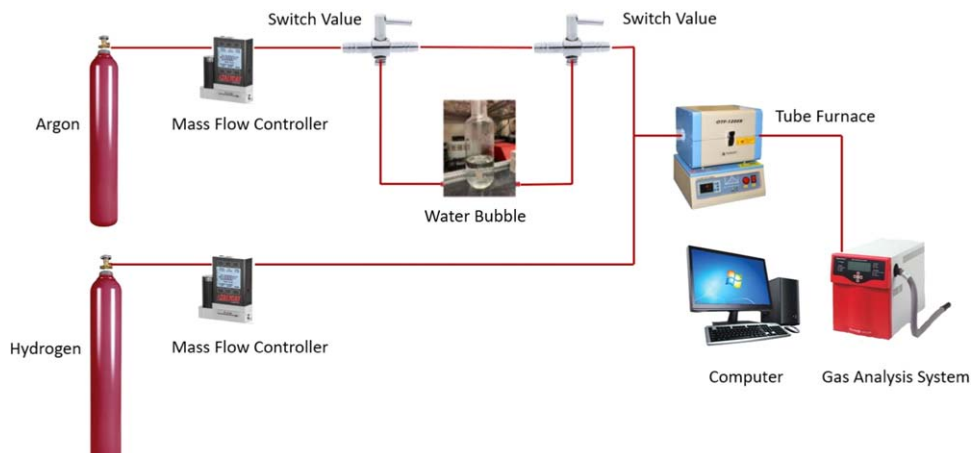 Switch Value
Switch Value
Argon
Mass Flow Controller
Tube Furnace
Water Bubble
Hydrogen
Mass Flow Controller
Computer
Gas Analysis System